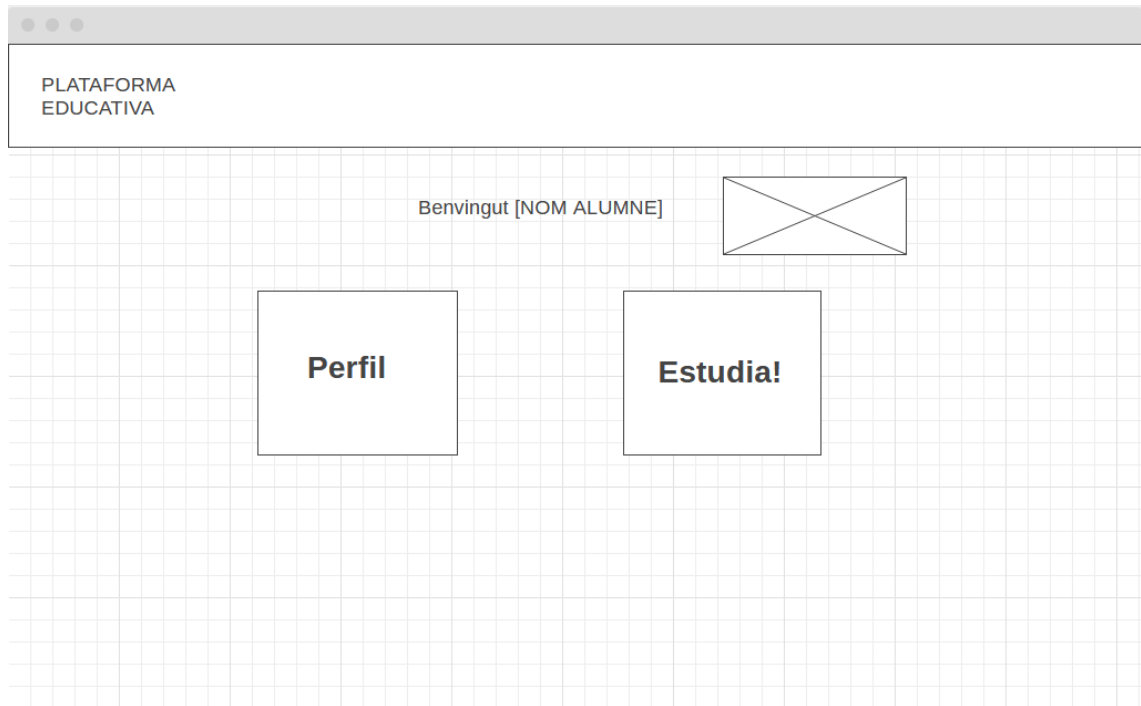 PLATAFORMA
EDUCATIVA
Benvingut [NOM ALUMNE]
Perfil
Estudia!